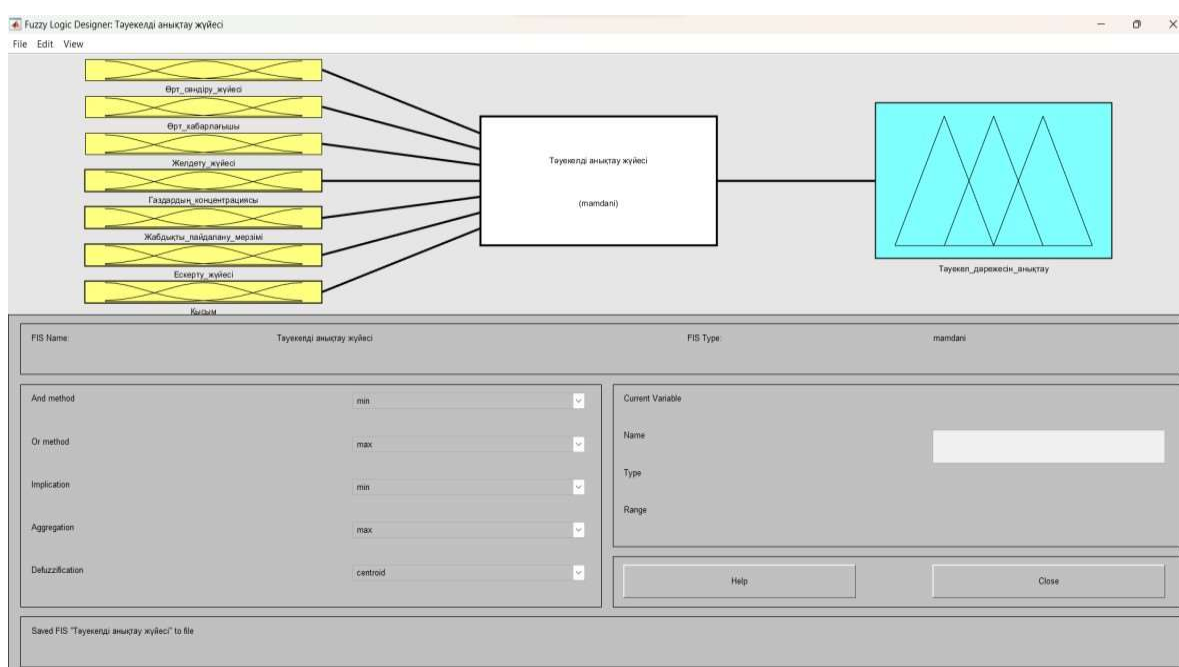 Fuzzy Logic Designer: Тәуекелді анықтау жүйесі
File Edit View
Өрт_сөндіру_жүйесі
Өрт_хабарлағышы
Желдету_жүйесі
Газдардың_концентрациясы
Жабдықты_пайдалану_мерзімі
Ескерту_жүйесі
Қысым
Тәуекелді анықтау жүйесі
(mamdani)
Тәуекел_дәрежесін_анықтау
FIS Name: Тәуекелді анықтау жүйесі FIS Type: mamdani
And method min
Or method max
Implication min
Aggregation max
Defuzzification centroid
Current Variable
Name
Type
Range
Help Close
Saved FIS "Тәуекелді анықтау жүйесі" to file